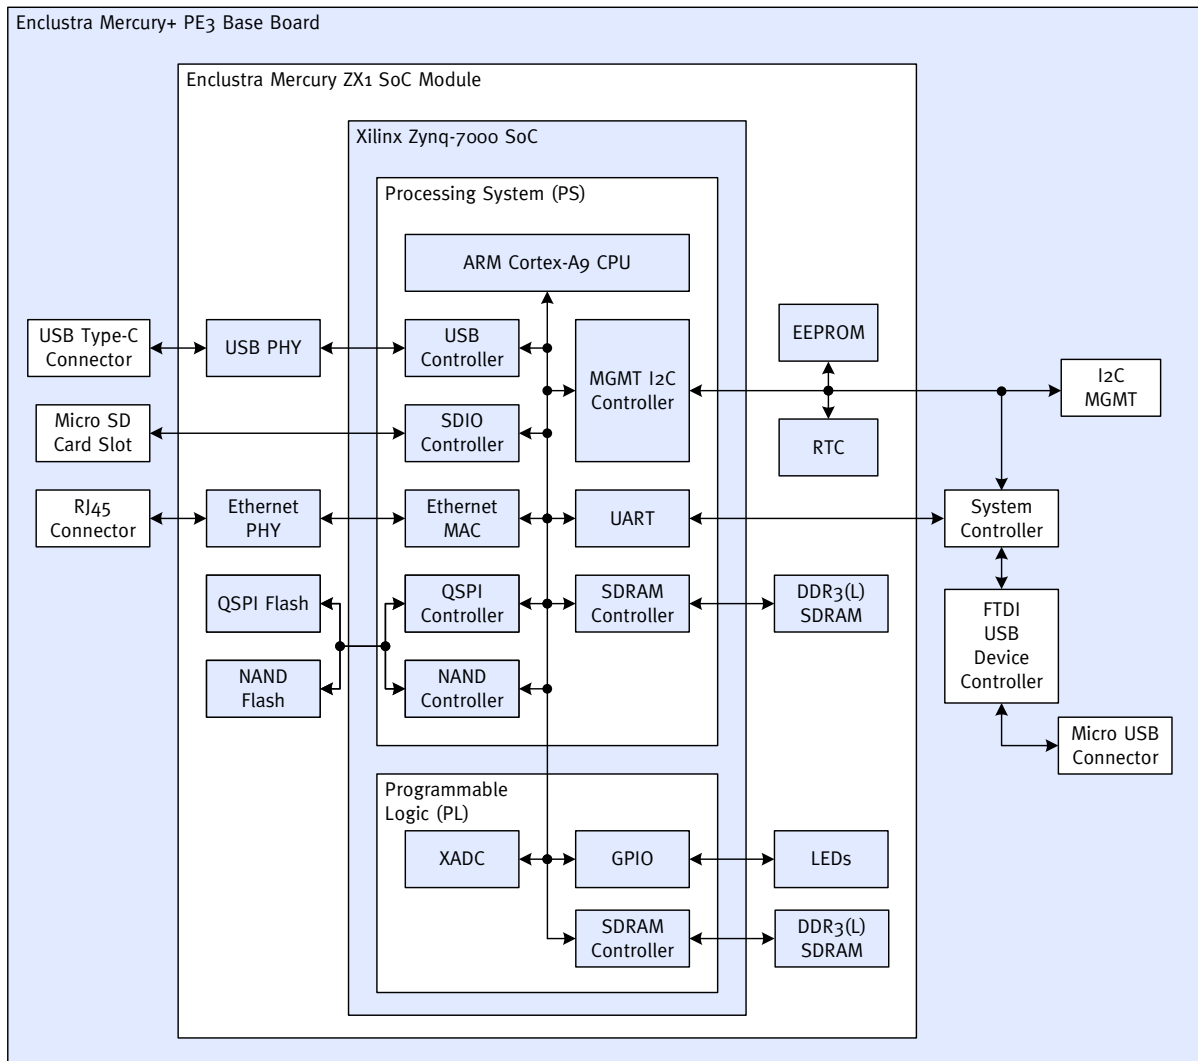 Enclustra Mercury+ PE3 Base Board
Enclustra Mercury ZX1 SoC Module
Xilinx Zynq-7000 SoC
Processing System (PS)
ARM Cortex-A9 CPU
USB Type-C
Connector
USB PHY
USB
Controller
MGMT I2C
Controller
EEPROM
I2C
MGMT
Micro SD
Card Slot
SDIO
Controller
RTC
RJ45
Connector
Ethernet
PHY
Ethernet
MAC
UART
System
Controller
QSPI Flash
QSPI
Controller
SDRAM
Controller
DDR3(L)
SDRAM
FTDI
USB
Device
Controller
NAND
Flash
NAND
Controller
Micro USB
Connector
Programmable
Logic (PL)
XADC
GPIO
LEDs
SDRAM
Controller
DDR3(L)
SDRAM